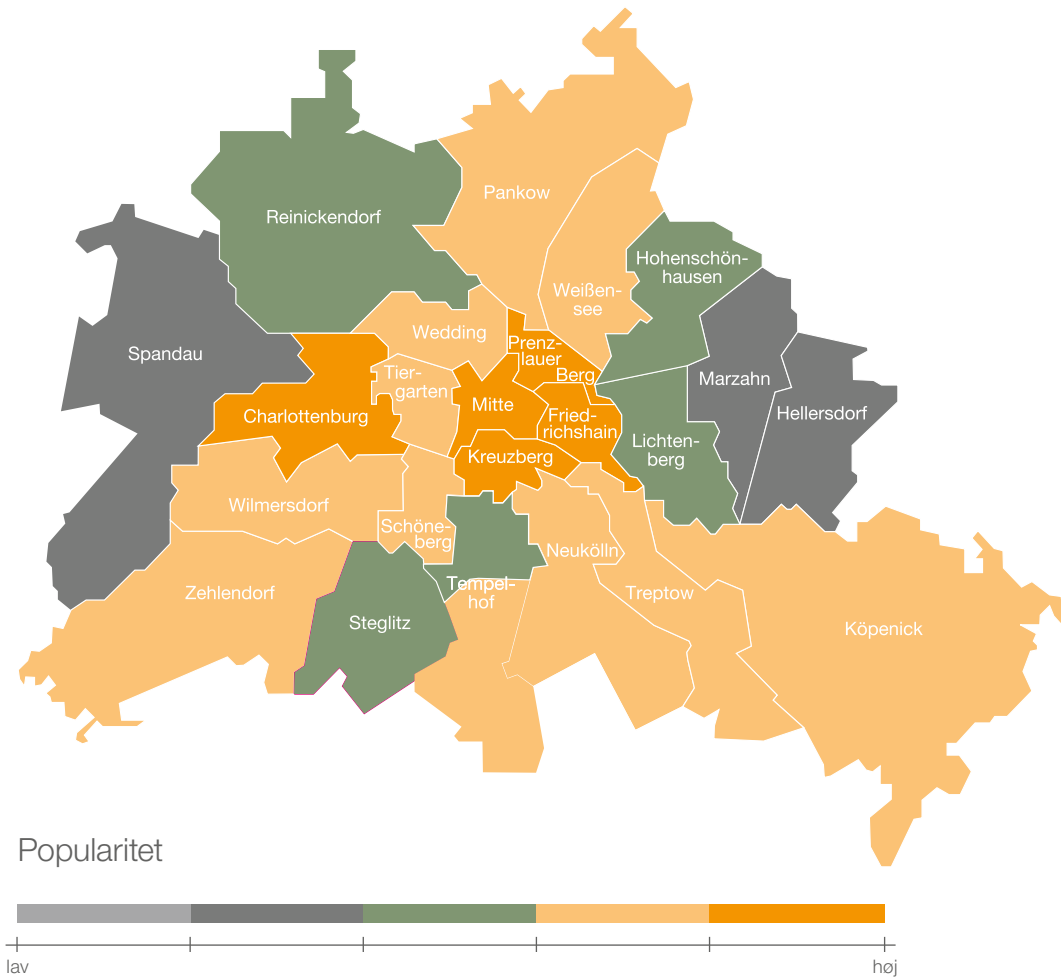 Pankow
Reinickendorf
Hohenschön-
hausen
Weißen-
see
Wedding
Spandau
Prenz-
lauer
Berg
Tier-
garten
Marzahn
Mitte
Hellersdorf
Charlottenburg
Fried-
richshain
Lichten-
berg
Kreuzberg
Wilmersdorf
Schöne-
berg
Neukölln
Zehlendorf
Tempel-
hof
Treptow
Steglitz
Köpenick
Popularitet
lav
høj